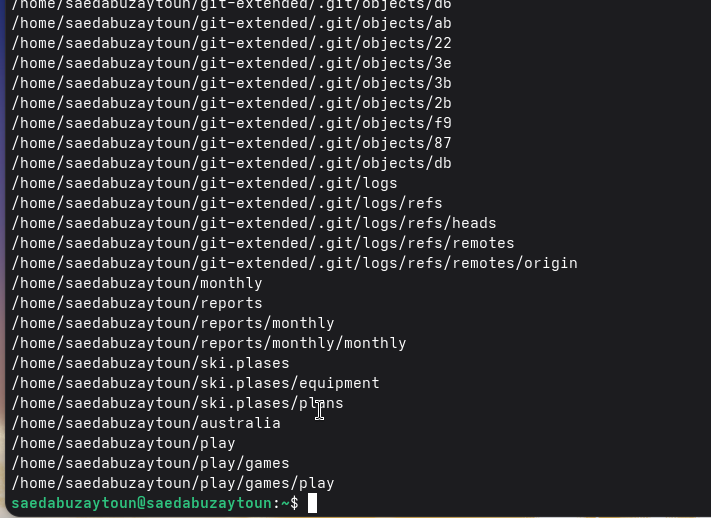 /home/saedabuzaytoun/git-extended/.git/objects/d6
/home/saedabuzaytoun/git-extended/.git/objects/ab
/home/saedabuzaytoun/git-extended/.git/objects/22
/home/saedabuzaytoun/git-extended/.git/objects/3e
/home/saedabuzaytoun/git-extended/.git/objects/3b
/home/saedabuzaytoun/git-extended/.git/objects/2b
/home/saedabuzaytoun/git-extended/.git/objects/f9
/home/saedabuzaytoun/git-extended/.git/objects/87
/home/saedabuzaytoun/git-extended/.git/objects/db
/home/saedabuzaytoun/git-extended/.git/logs
/home/saedabuzaytoun/git-extended/.git/logs/refs
/home/saedabuzaytoun/git-extended/.git/logs/refs/heads
/home/saedabuzaytoun/git-extended/.git/logs/refs/remotes
/home/saedabuzaytoun/git-extended/.git/logs/refs/remotes/origin
/home/saedabuzaytoun/monthly
/home/saedabuzaytoun/reports
/home/saedabuzaytoun/reports/monthly
/home/saedabuzaytoun/reports/monthly/monthly
/home/saedabuzaytoun/ski.plases
/home/saedabuzaytoun/ski.plases/equipment
/home/saedabuzaytoun/ski.plases/plans
/home/saedabuzaytoun/australia
/home/saedabuzaytoun/play
/home/saedabuzaytoun/play/games
/home/saedabuzaytoun/play/games/play
saedabuzaytoun@saedabuzaytoun:~$